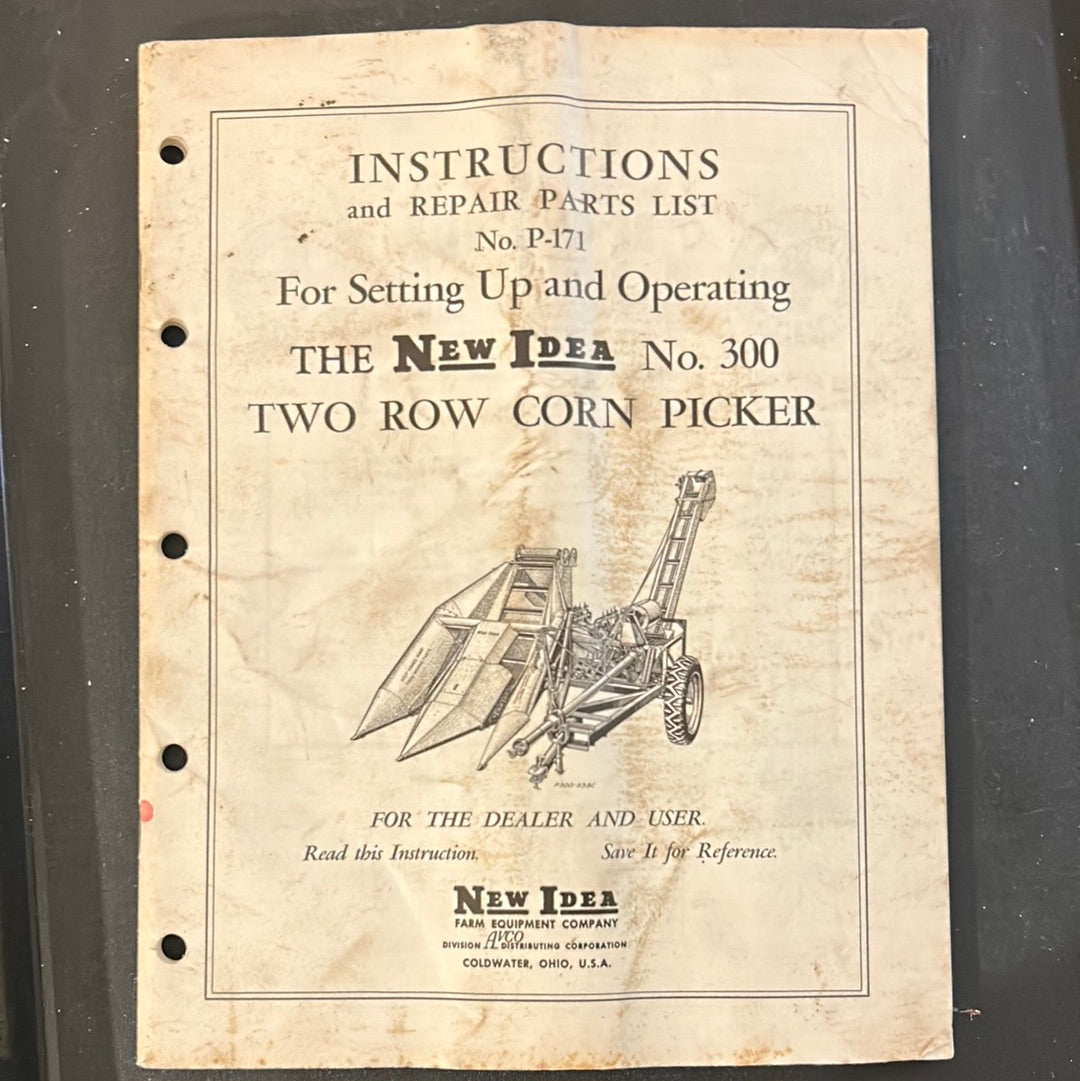 INSTRUCTIONS
and REPAIR PARTS LIST
No. P-171
For Setting Up and Operating
THE NEW IDEA No. 300
TWO ROW CORN PICKER
FOR THE DEALER AND USER.
Read this Instruction. Save It for Reference.
NEW IDEA
FARM EQUIPMENT COMPANY
DIVISION AVCO DISTRIBUTING CORPORATION
COLDWATER, OHIO, U.S.A.